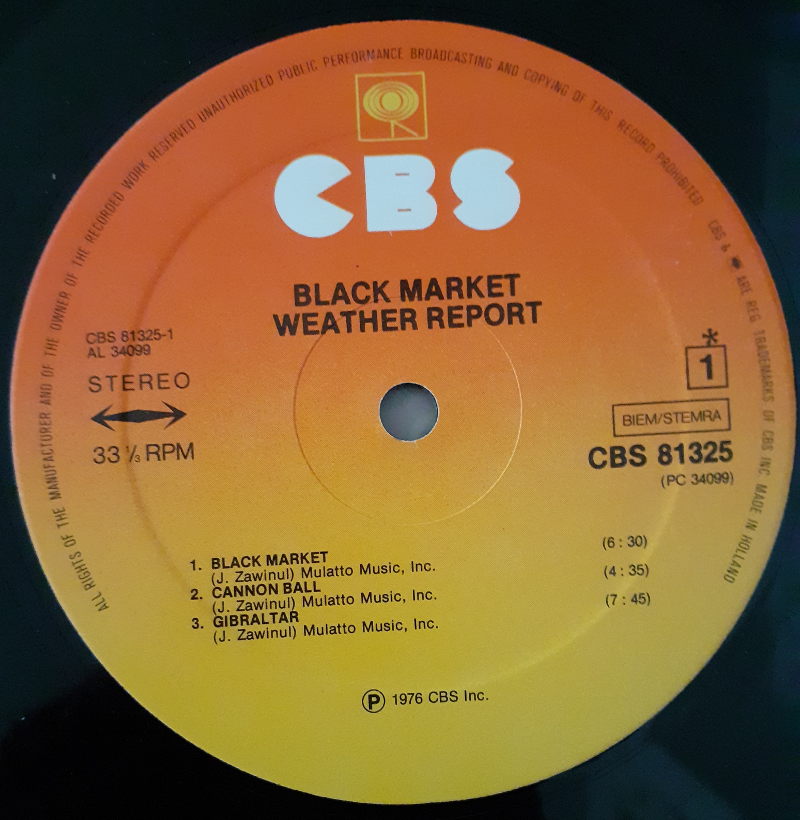 ALL RIGHTS OF THE MANUFACTURER AND OF THE OWNER OF THE RECORDED WORK RESERVED UNAUTHORIZED PUBLIC PERFORMANCE BROADCASTING AND COPYING OF THIS RECORD PROHIBITED
CBS & ARE REG TRADEMARKS OF CBS INC MADE IN HOLLAND
CBS
BLACK MARKET
WEATHER REPORT
CBS 81325-1
AL 34099
STEREO
33 ⅓ RPM
*
1
BIEM/STEMRA
CBS 81325
(PC 34099)
1. BLACK MARKET (6 : 30)
(J. Zawinul) Mulatto Music, Inc.
2. CANNON BALL (4 : 35)
(J. Zawinul) Mulatto Music, Inc.
3. GIBRALTAR (7 : 45)
(J. Zawinul) Mulatto Music, Inc.
Ⓟ 1976 CBS Inc.